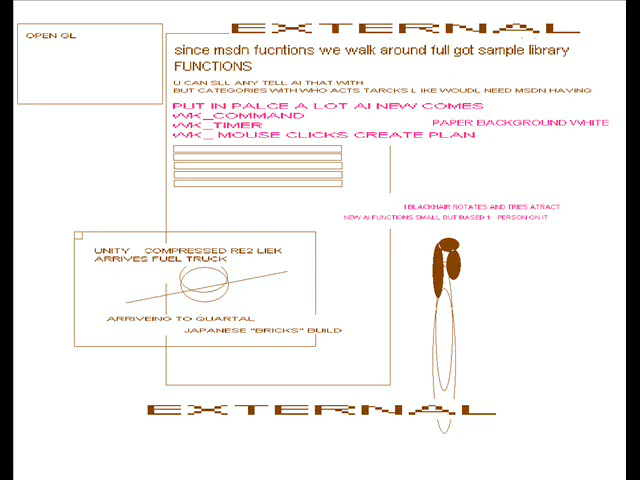 EXTERNAL
OPEN GL
since msdn fucntions we walk around full got sample library
FUNCTIONS
U CAN SLL ANY TELL AI THAT WITH
BUT CATEGORIES WITH WHO ACTS TARCKS L IKE WOUDL NEED MSDN HAVING
PUT IN PALCE A LOT AI NEW COMES
WK_COMMAND
WK_TIMER
PAPER BACKGROUND WHITE
WK_ MOUSE CLICKS CREATE PLAN
1 BLACKHAIR ROTATES AND TRIES ATRACT
NEW AI FUNCTIONS SMALL BUT BASED 1 PERSON ON IT
UNITY COMPRESSED RE2 LIEK
ARRIVES FUEL TRUCK
ARRIVEING TO QUARTAL
JAPANESE "BRICKS" BUILD
EXTERNAL